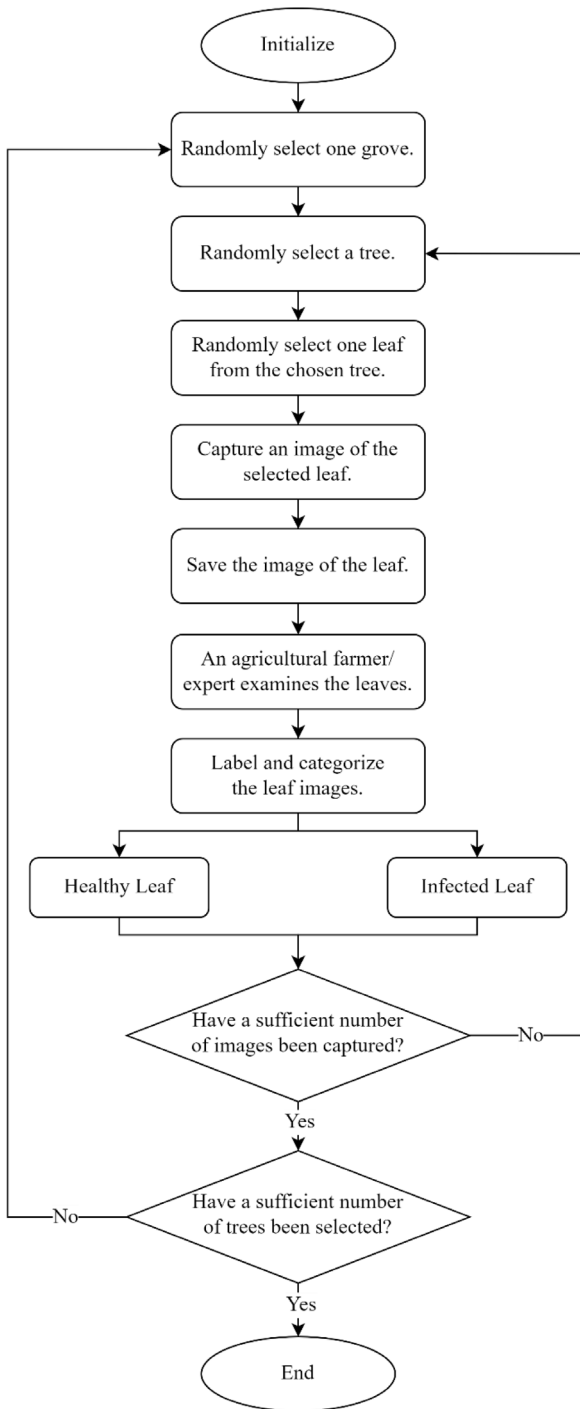 Initialize
Randomly select one grove.
Randomly select a tree.
Randomly select one leaf
from the chosen tree.
Capture an image of the
selected leaf.
Save the image of the leaf.
An agricultural farmer/
expert examines the leaves.
Label and categorize
the leaf images.
Healthy Leaf
Infected Leaf
Have a sufficient number
of images been captured?
No
Yes
Have a sufficient number
of trees been selected?
No
Yes
End